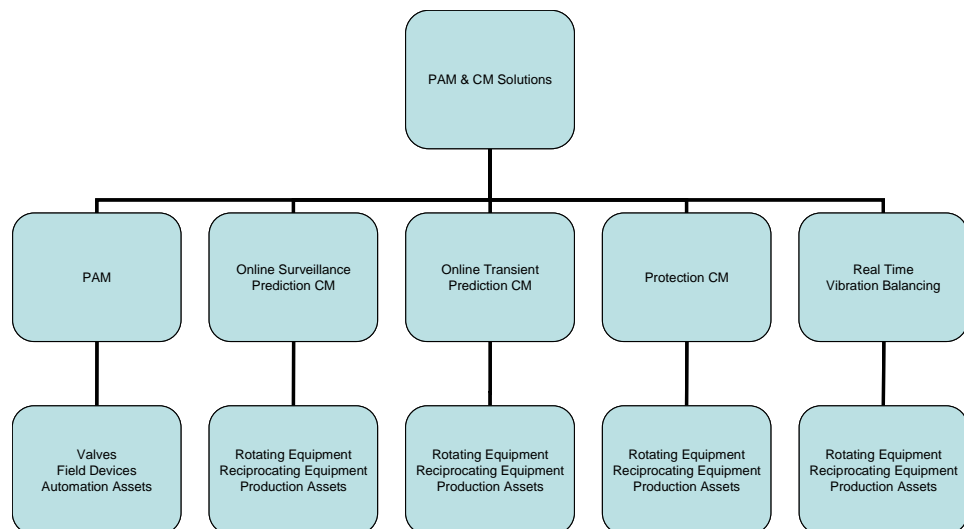 PAM & CM Solutions
PAM
Online Surveillance
Prediction CM
Online Transient
Prediction CM
Protection CM
Real Time
Vibration Balancing
Valves
Field Devices
Automation Assets
Rotating Equipment
Reciprocating Equipment
Production Assets
Rotating Equipment
Reciprocating Equipment
Production Assets
Rotating Equipment
Reciprocating Equipment
Production Assets
Rotating Equipment
Reciprocating Equipment
Production Assets